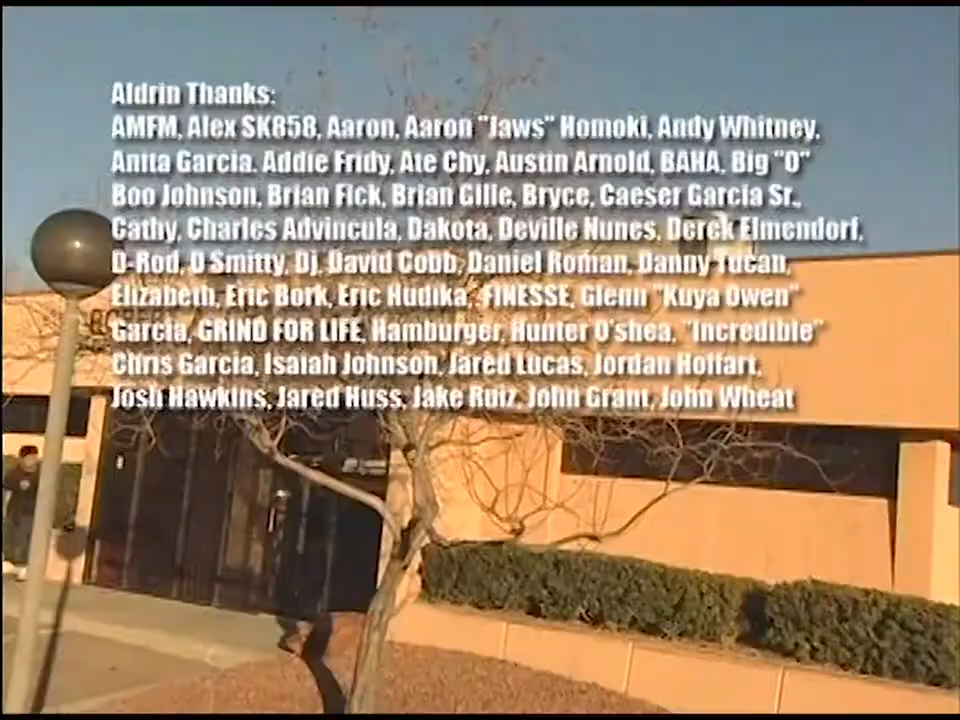 Aldrin Thanks:
AMFM, Alex SK858, Aaron, Aaron "Jaws" Homoki, Andy Whitney,
Anita Garcia, Addie Fridy, Ate Chy, Austin Arnold, BAHA, Big "O"
Boo Johnson, Brian Fick, Brian Gille, Bryce, Caeser Garcia Sr.,
Cathy, Charles Advincula, Dakota, Deville Nunes, Derek Elmendorf,
D-Rod, D Smitty, Dj, David Cobb, Daniel Roman, Danny Tucan,
Elizabeth, Eric Bork, Eric Hudika, FINESSE, Glenn "Kuya Owen"
Garcia, GRIND FOR LIFE, Hamburger, Hunter O'shea, "Incredible"
Chris Garcia, Isaiah Johnson, Jared Lucas, Jordan Hoffart,
Josh Hawkins, Jared Huss, Jake Ruiz, John Grant, John Wheat